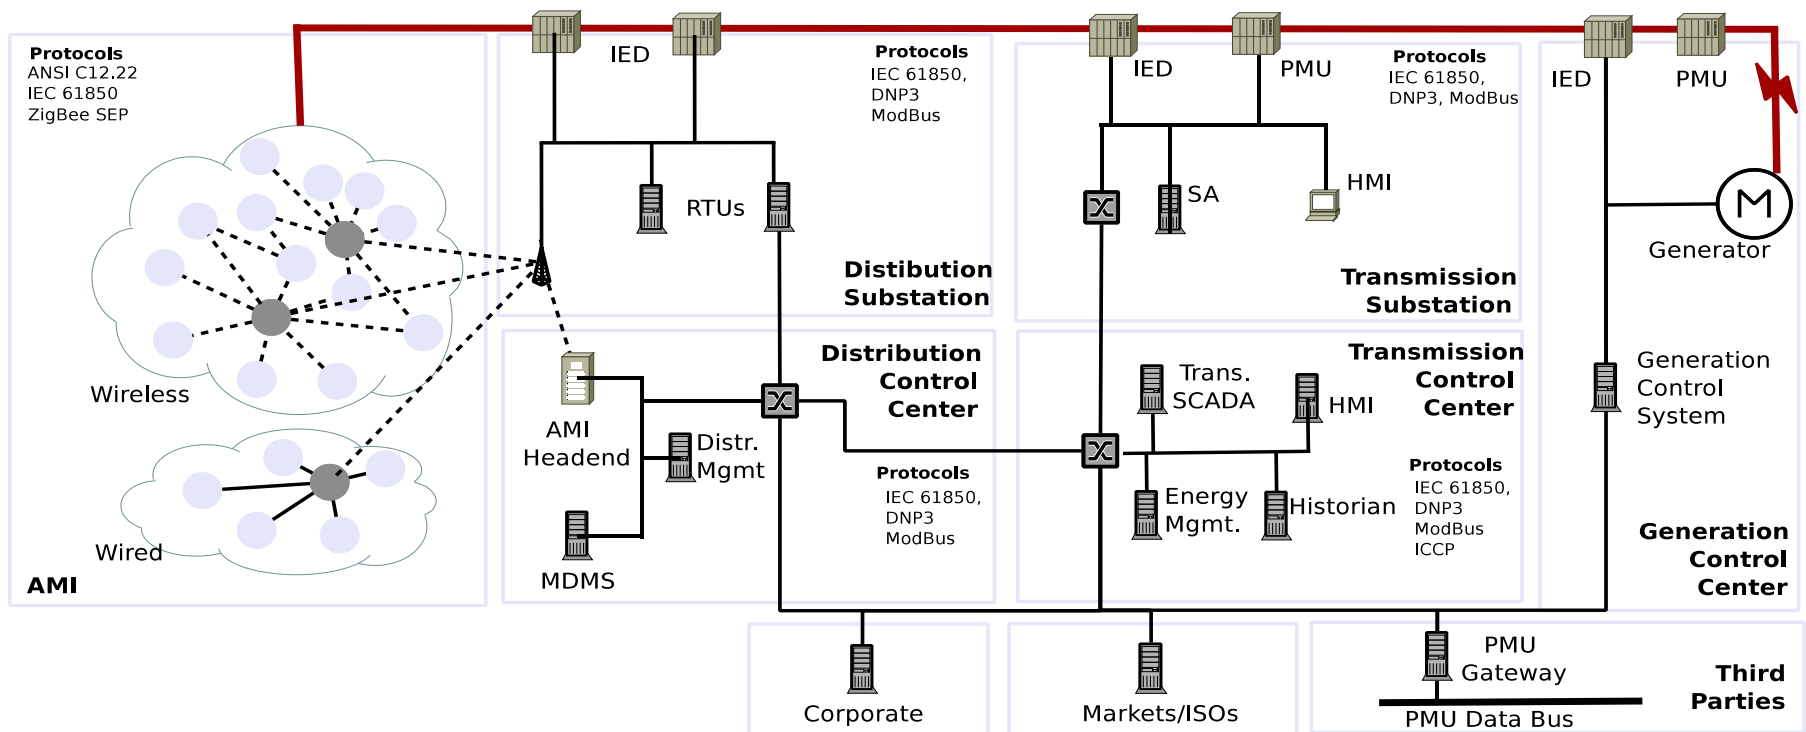 Protocols
ANSI C12.22
IEC 61850
ZigBee SEP
Wireless
Wired
AMI
IED
Protocols
IEC 61850,
DNP3
ModBus
RTUs
Distibution
Substation
Distribution
Control
Center
AMI
Headend
Distr.
Mgmt
MDMS
Protocols
IEC 61850,
DNP3
ModBus
IED
PMU
Protocols
IEC 61850,
DNP3, ModBus
SA
HMI
Transmission
Substation
Transmission
Control
Center
Trans.
SCADA
HMI
Energy
Mgmt.
Historian
Protocols
IEC 61850,
DNP3
ModBus
ICCP
IED
PMU
M
Generator
Generation
Control
System
Generation
Control
Center
Corporate
Markets/ISOs
PMU
Gateway
PMU Data Bus
Third
Parties